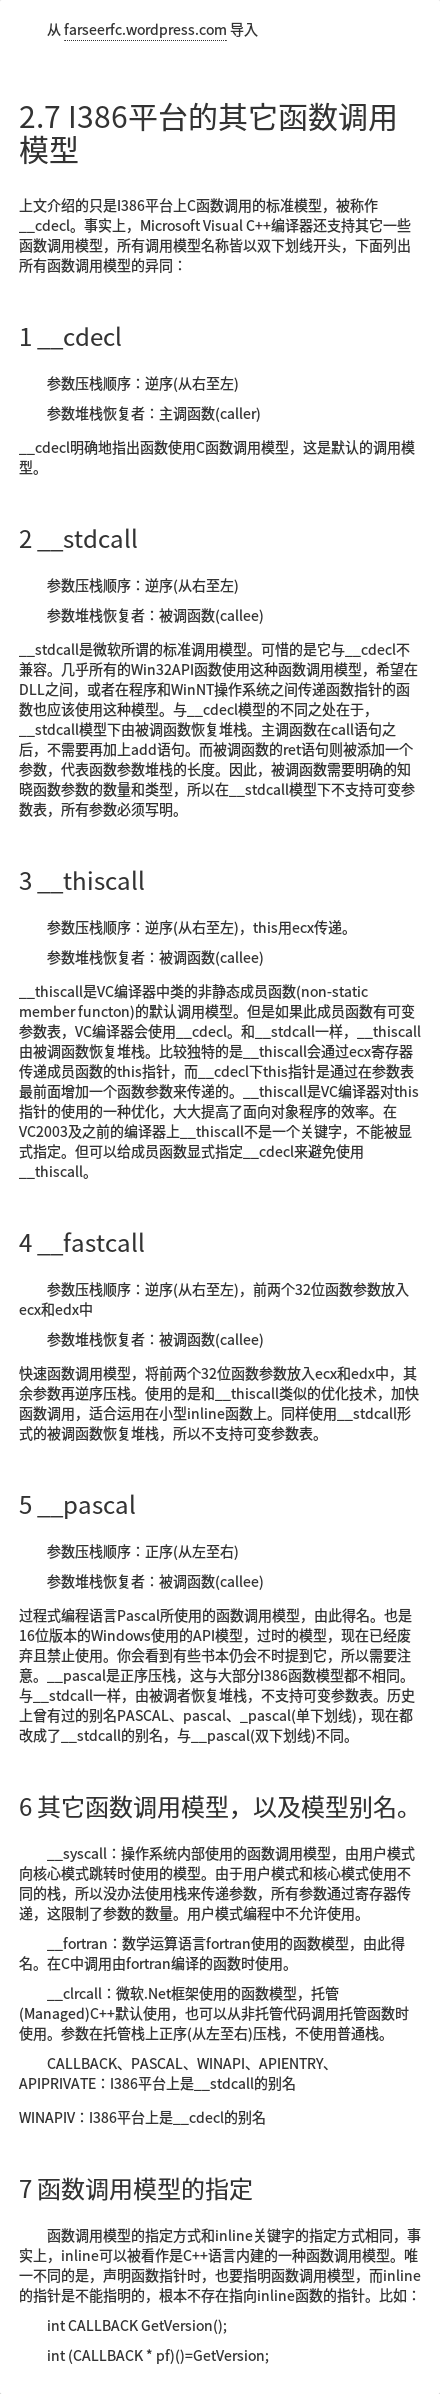 从 farseerfc.wordpress.com 导入
2.7 I386平台的其它函数调用
模型
上文介绍的只是I386平台上C函数调用的标准模型，被称作
__cdecl。事实上，Microsoft Visual C++编译器还支持其它一些
函数调用模型，所有调用模型名称皆以双下划线开头，下面列出
所有函数调用模型的异同：
1 __cdecl
参数压栈顺序：逆序(从右至左)
参数堆栈恢复者：主调函数(caller)
__cdecl明确地指出函数使用C函数调用模型，这是默认的调用模
型。
2 __stdcall
参数压栈顺序：逆序(从右至左)
参数堆栈恢复者：被调函数(callee)
__stdcall是微软所谓的标准调用模型。可惜的是它与__cdecl不
兼容。几乎所有的Win32API函数使用这种函数调用模型，希望在
DLL之间，或者在程序和WinNT操作系统之间传递函数指针的函
数也应该使用这种模型。与__cdecl模型的不同之处在于，
__stdcall模型下由被调函数恢复堆栈。主调函数在call语句之
后，不需要再加上add语句。而被调函数的ret语句则被添加一个
参数，代表函数参数堆栈的长度。因此，被调函数需要明确的知
晓函数参数的数量和类型，所以在__stdcall模型下不支持可变参
数表，所有参数必须写明。
3 __thiscall
参数压栈顺序：逆序(从右至左)，this用ecx传递。
参数堆栈恢复者：被调函数(callee)
__thiscall是VC编译器中类的非静态成员函数(non-static
member functon)的默认调用模型。但是如果此成员函数有可变
参数表，VC编译器会使用__cdecl。和__stdcall一样，__thiscall
由被调函数恢复堆栈。比较独特的是__thiscall会通过ecx寄存器
传递成员函数的this指针，而__cdecl下this指针是通过在参数表
最前面增加一个函数参数来传递的。__thiscall是VC编译器对this
指针的使用的一种优化，大大提高了面向对象程序的效率。在
VC2003及之前的编译器上__thiscall不是一个关键字，不能被显
式指定。但可以给成员函数显式指定__cdecl来避免使用
__thiscall。
4 __fastcall
参数压栈顺序：逆序(从右至左)，前两个32位函数参数放入
ecx和edx中
参数堆栈恢复者：被调函数(callee)
快速函数调用模型，将前两个32位函数参数放入ecx和edx中，其
余参数再逆序压栈。使用的是和__thiscall类似的优化技术，加快
函数调用，适合运用在小型inline函数上。同样使用__stdcall形
式的被调函数恢复堆栈，所以不支持可变参数表。
5 __pascal
参数压栈顺序：正序(从左至右)
参数堆栈恢复者：被调函数(callee)
过程式编程语言Pascal所使用的函数调用模型，由此得名。也是
16位版本的Windows使用的API模型，过时的模型，现在已经废
弃且禁止使用。你会看到有些书本仍会不时提到它，所以需要注
意。__pascal是正序压栈，这与大部分I386函数模型都不相同。
与__stdcall一样，由被调者恢复堆栈，不支持可变参数表。历史
上曾有过的别名PASCAL、pascal、_pascal(单下划线)，现在都
改成了__stdcall的别名，与__pascal(双下划线)不同。
6 其它函数调用模型，以及模型别名。
__syscall：操作系统内部使用的函数调用模型，由用户模式
向核心模式跳转时使用的模型。由于用户模式和核心模式使用不
同的栈，所以没办法使用栈来传递参数，所有参数通过寄存器传
递，这限制了参数的数量。用户模式编程中不允许使用。
__fortran：数学运算语言fortran使用的函数模型，由此得
名。在C中调用由fortran编译的函数时使用。
__clrcall：微软.Net框架使用的函数模型，托管
(Managed)C++默认使用，也可以从非托管代码调用托管函数时
使用。参数在托管栈上正序(从左至右)压栈，不使用普通栈。
CALLBACK、PASCAL、WINAPI、APIENTRY、
APIPRIVATE：I386平台上是__stdcall的别名
WINAPIV：I386平台上是__cdecl的别名
7 函数调用模型的指定
函数调用模型的指定方式和inline关键字的指定方式相同，事
实上，inline可以被看作是C++语言内建的一种函数调用模型。唯
一不同的是，声明函数指针时，也要指明函数调用模型，而inline
的指针是不能指明的，根本不存在指向inline函数的指针。比如：
int CALLBACK GetVersion();
int (CALLBACK * pf)()=GetVersion;